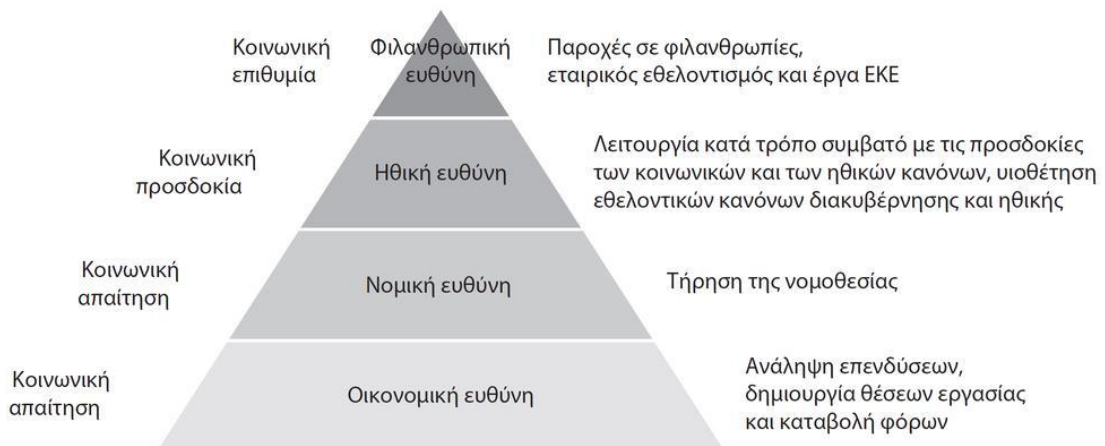 Κοινωνική
επιθυμία
Φιλανθρωπική
ευθύνη
Παροχές σε φιλανθρωπίες,
εταιρικός εθελοντισμός και έργα ΕΚΕ
Κοινωνική
προσδοκία
Ηθική ευθύνη
Λειτουργία κατά τρόπο συμβατό με τις προσδοκίες
των κοινωνικών και των ηθικών κανόνων, υιοθέτηση
εθελοντικών κανόνων διακυβέρνησης και ηθικής
Κοινωνική
απαίτηση
Νομική ευθύνη
Τήρηση της νομοθεσίας
Κοινωνική
απαίτηση
Οικονομική ευθύνη
Ανάληψη επενδύσεων,
δημιουργία θέσεων εργασίας
και καταβολή φόρων